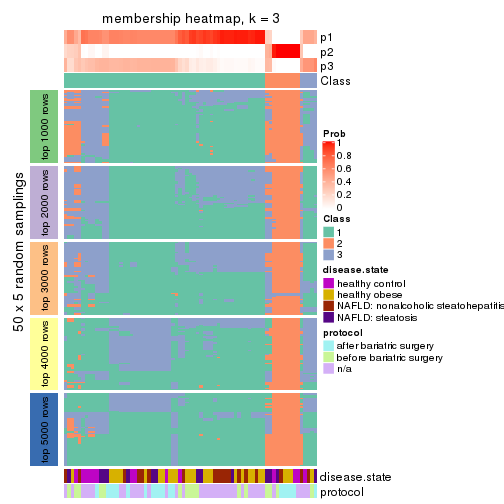 membership heatmap, k = 3
p1
p2
p3
Class
50 x 5 random samplings
top 1000 rows
top 2000 rows
top 3000 rows
top 4000 rows
top 5000 rows
disease.state
protocol
Prob
1
0.8
0.6
0.4
0.2
0
Class
1
2
3
disease.state
healthy control
healthy obese
NAFLD: nonalcoholic steatohepatitis
NAFLD: steatosis
protocol
after bariatric surgery
before bariatric surgery
n/a